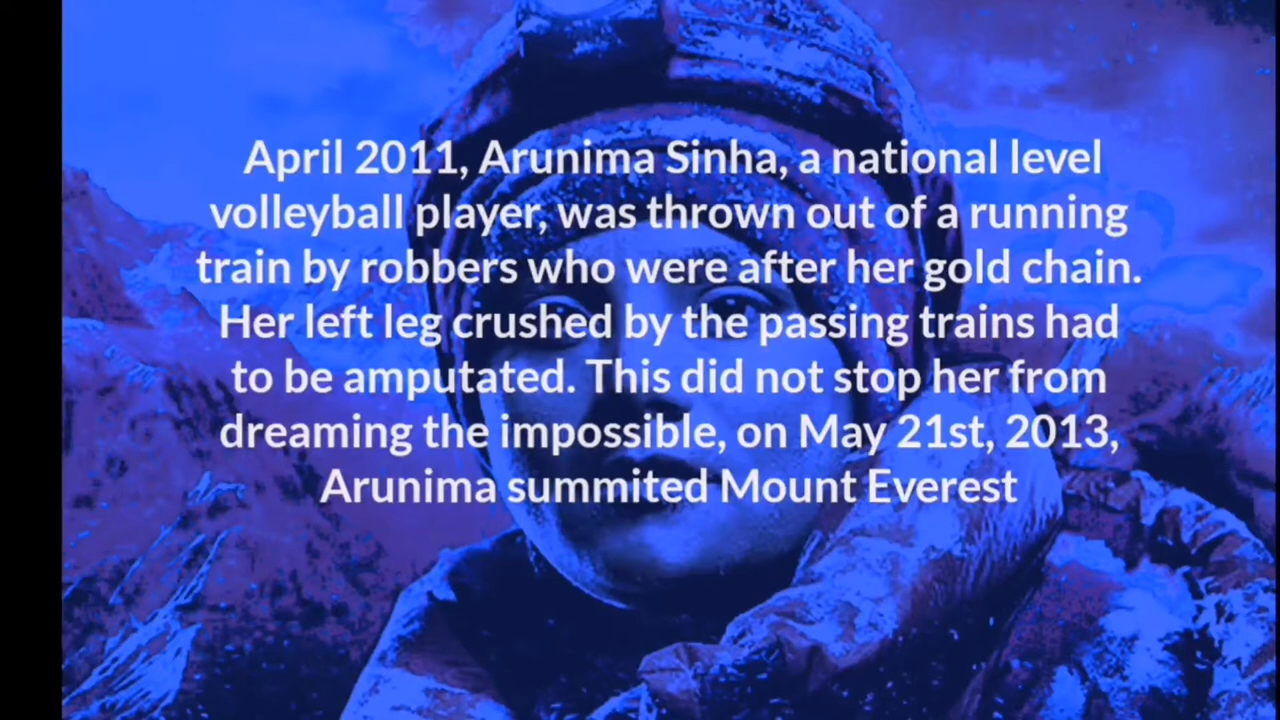 April 2011, Arunima Sinha, a national level
volleyball player, was thrown out of a running
train by robbers who were after her gold chain.
Her left leg crushed by the passing trains had
to be amputated. This did not stop her from
dreaming the impossible, on May 21st, 2013,
Arunima summited Mount Everest